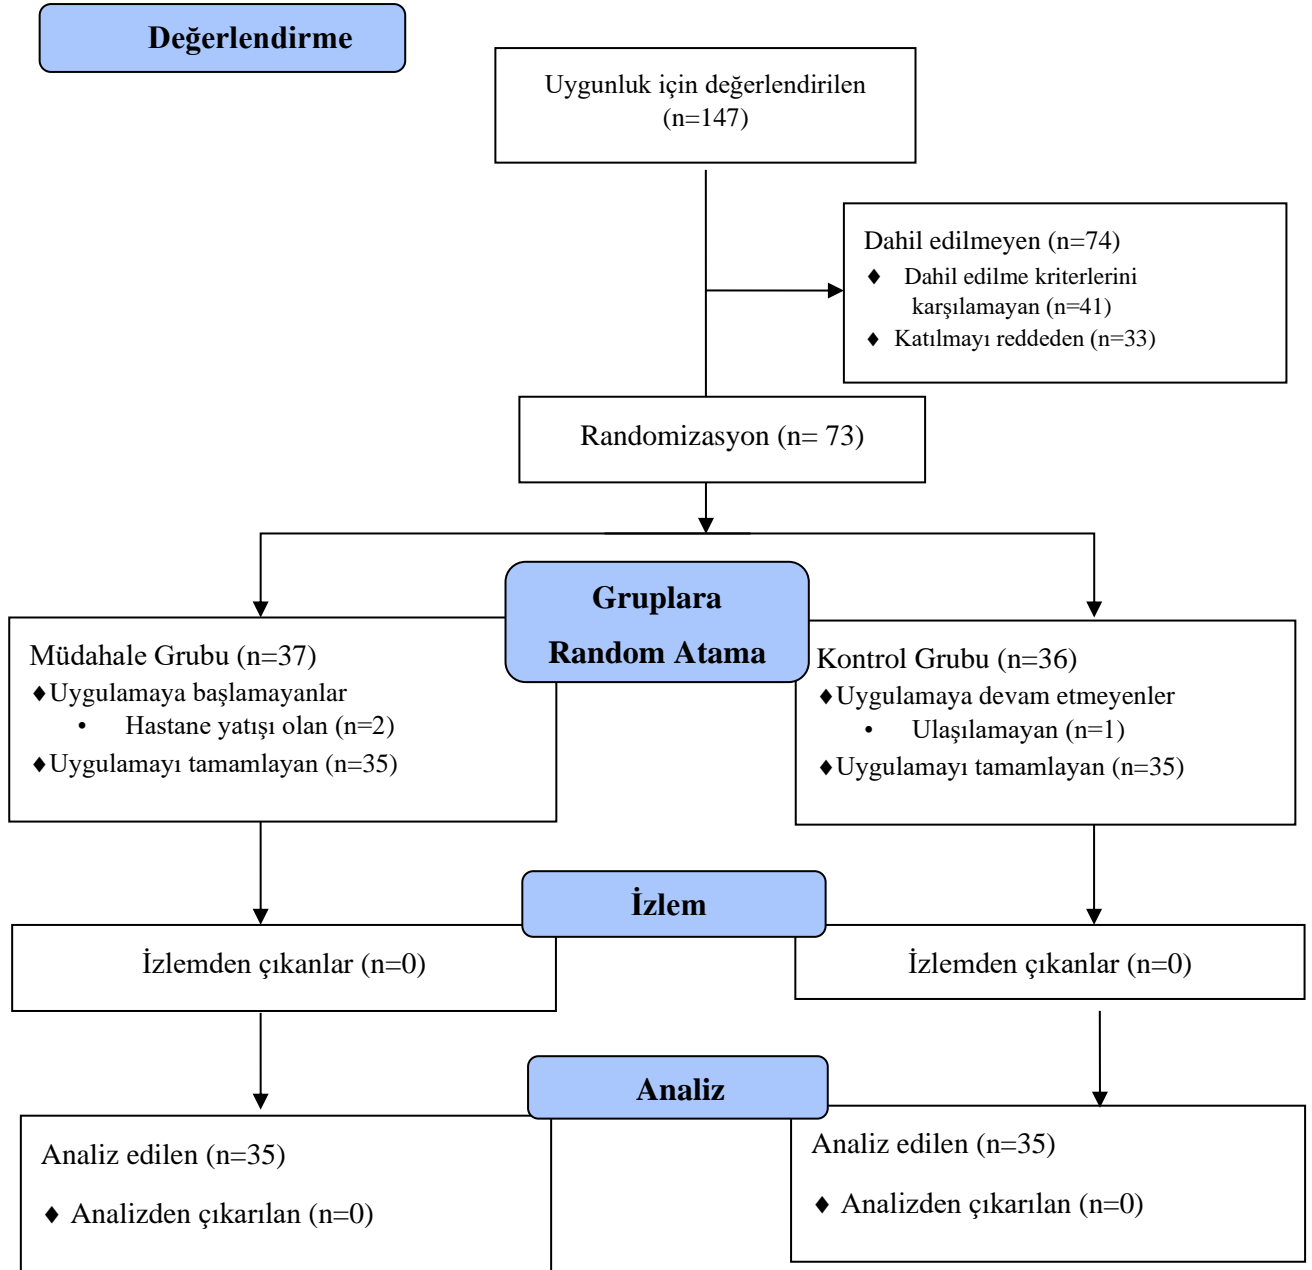 Değerlendirme
Uygunluk için değerlendirilen
(n=147)
Dahil edilmeyen (n=74)
♦ Dahil edilme kriterlerini
karşılamayan (n=41)
♦ Katılmayı reddeden (n=33)
Randomizasyon (n= 73)
Gruplara
Random Atama
Müdahale Grubu (n=37)
♦Uygulamaya başlamayanlar
• Hastane yatışı olan (n=2)
♦Uygulamayı tamamlayan (n=35)
Kontrol Grubu (n=36)
♦Uygulamaya devam etmeyenler
• Ulaşılamayan (n=1)
♦Uygulamayı tamamlayan (n=35)
İzlem
İzlemden çıkanlar (n=0)
İzlemden çıkanlar (n=0)
Analiz
Analiz edilen (n=35)
♦ Analizden çıkarılan (n=0)
Analiz edilen (n=35)
♦ Analizden çıkarılan (n=0)